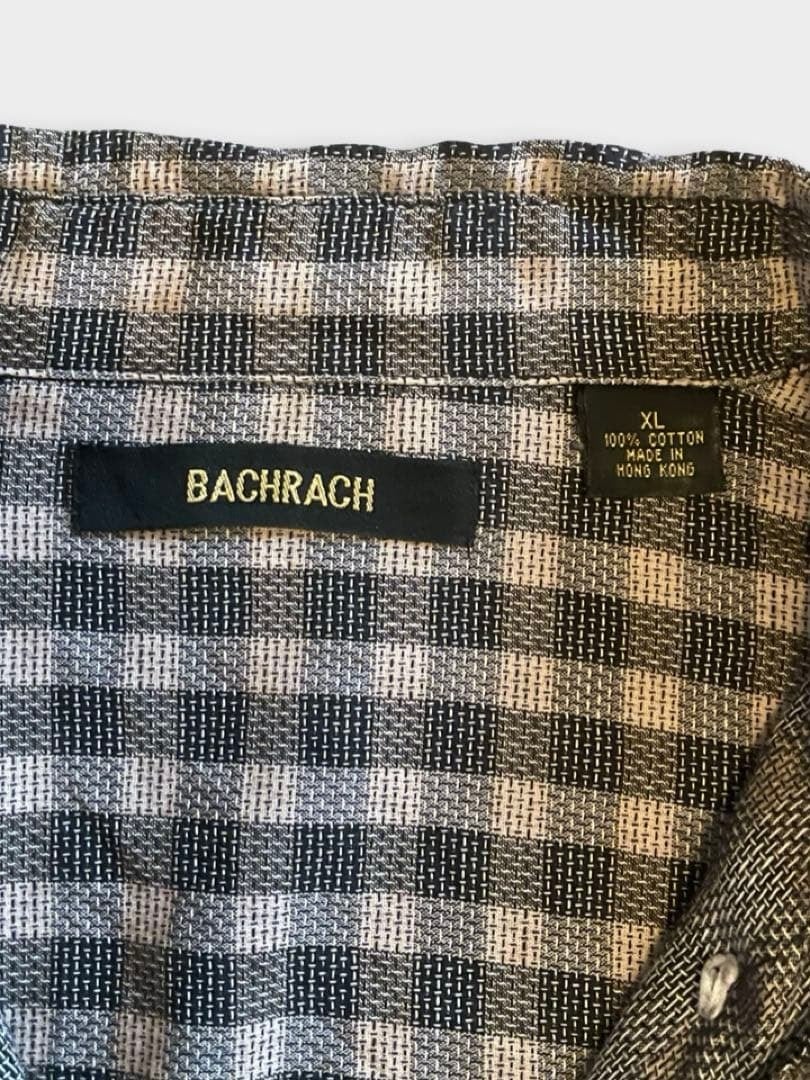 BACHRACH
XL
100% COTTON
MADE IN
HONG KONG